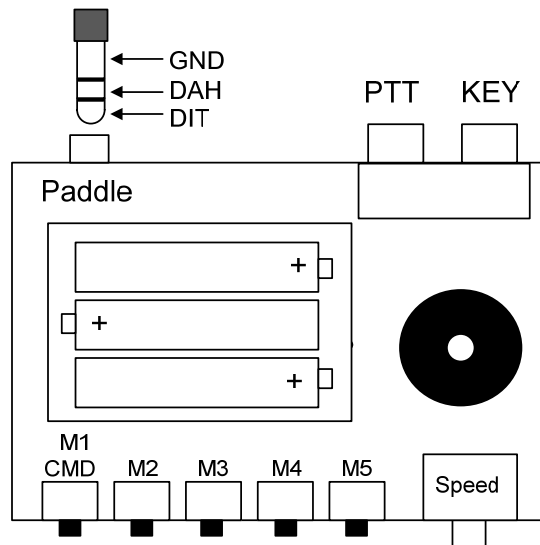 GND
DAH
DIT
PTT KEY
Paddle
+
+
+
M1
CMD M2 M3 M4 M5
Speed